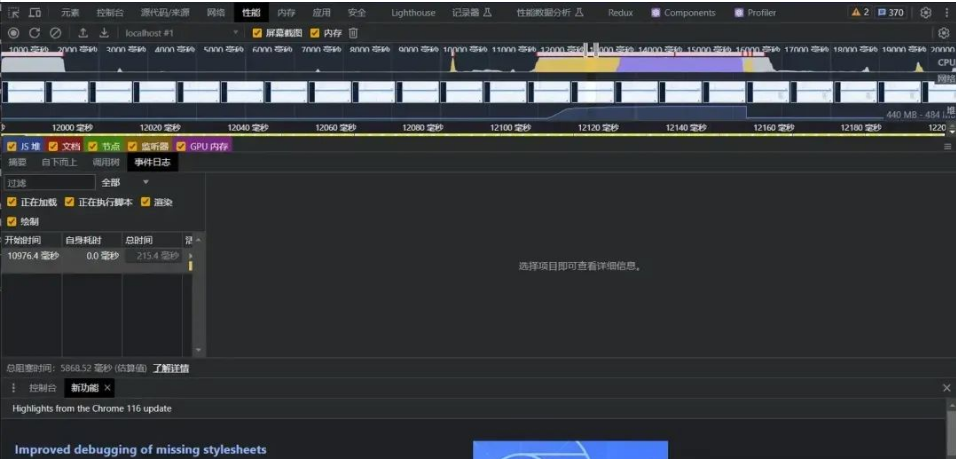 元素 控制台 源代码/来源 网络 性能 内存 应用 安全 Lighthouse 记录器 性能数据分析 Redux Components Profiler 2 370
localhost #1 屏幕截图 内存
1000 毫秒 2000 毫秒 3000 毫秒 4000 毫秒 5000 毫秒 6000 毫秒 7000 毫秒 8000 毫秒 9000 毫秒 10000 毫秒 12000 毫秒 14000 毫秒 15000 毫秒 16000 毫秒 17000 毫秒 18000 毫秒 19000 毫秒 20000
CPU
网络
440 MB - 484
12000 毫秒 12020 毫秒 12040 毫秒 12060 毫秒 12080 毫秒 12100 毫秒 12120 毫秒 12140 毫秒 12160 毫秒 12180 毫秒 1220
JS 堆 文档 节点 监听器 GPU 内存
摘要 自下而上 调用树 事件日志
过滤 全部
正在加载 正在执行脚本 渲染
绘制
开始时间 自身耗时 总时间
10976.4 毫秒 0.0 毫秒 215.4 毫秒
选择项目即可查看详细信息。
总阻塞时间: 5868.52 毫秒 (估算值) 了解详情
控制台 新功能
Highlights from the Chrome 116 update
Improved debugging of missing stylesheets